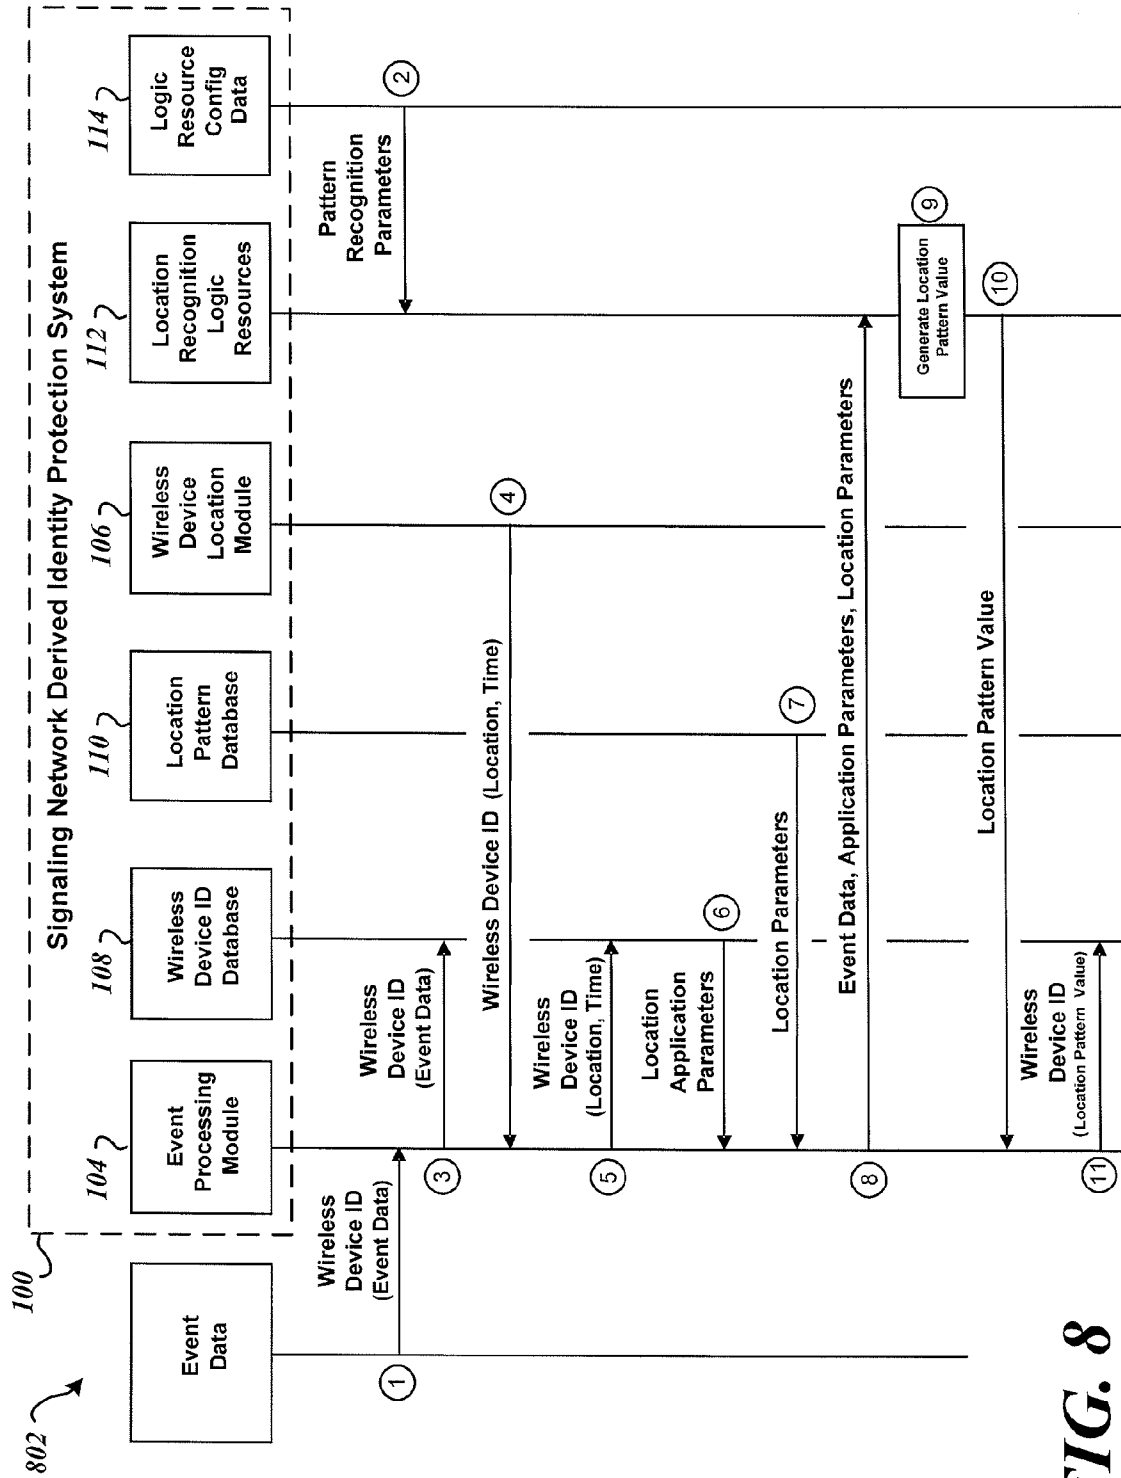 802
100
Signaling Network Derived Identity Protection System
104
108
110
106
112
114
Event
Data
Event
Processing
Module
Wireless
Device ID
Database
Location
Pattern
Database
Wireless
Device
Location
Module
Location
Recognition
Logic
Resources
Logic
Resource
Config
Data
1
Wireless
Device ID
(Event Data)
2
Pattern
Recognition
Parameters
3
Wireless
Device ID
(Event Data)
4
Wireless Device ID (Location, Time)
5
Wireless
Device ID
(Location, Time)
6
Location
Application
Parameters
7
Location Parameters
8
Event Data, Application Parameters, Location Parameters
9
Generate Location
Pattern Value
10
Location Pattern Value
11
Wireless
Device ID
(Location Pattern Value)
FIG. 8